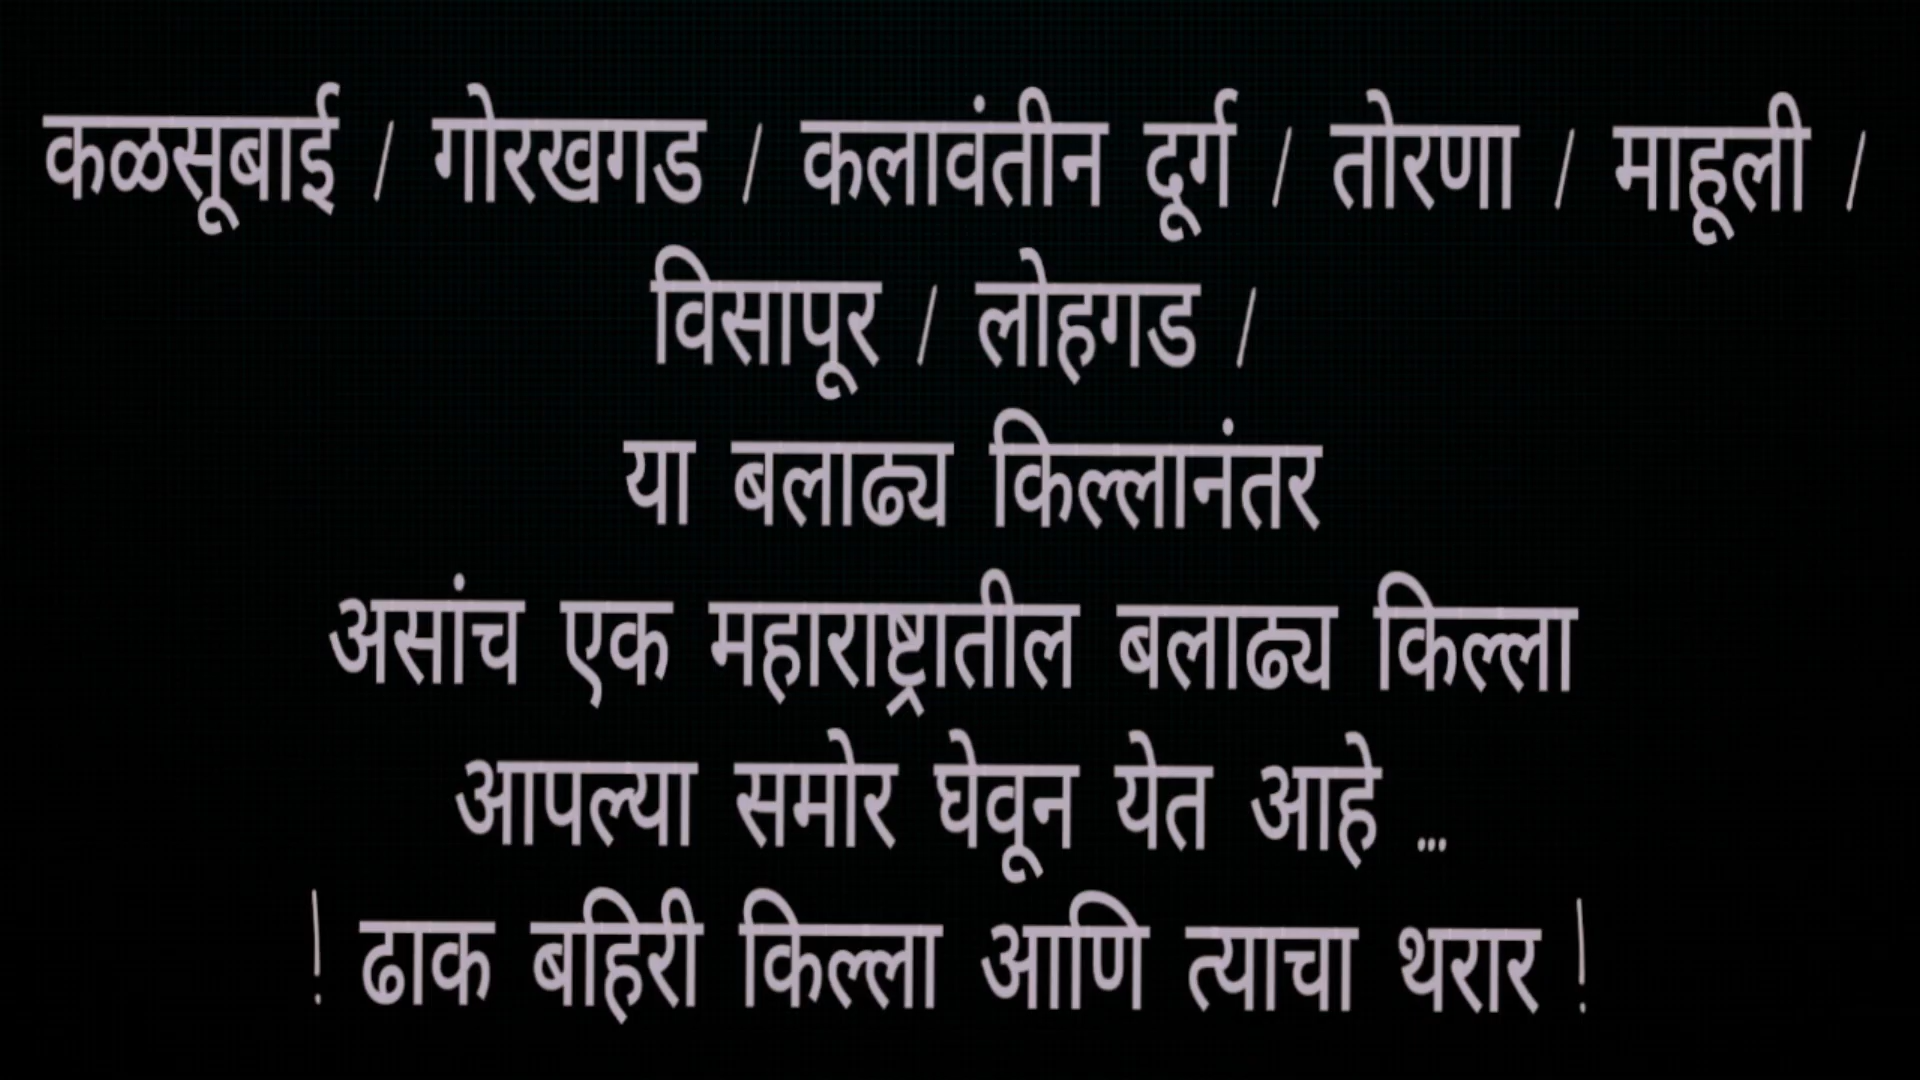 कळसूबाई / गोरखगड / कलावंतीन दूर्ग / तोरणा / माहूली /
विसापूर / लोहगड /
या बलाढ्य किल्लानंतर
असांच एक महाराष्ट्रातील बलाढ्य किल्ला
आपल्या समोर घेवून येत आहे ...
! ढाक बहिरी किल्ला आणि त्याचा थरार !